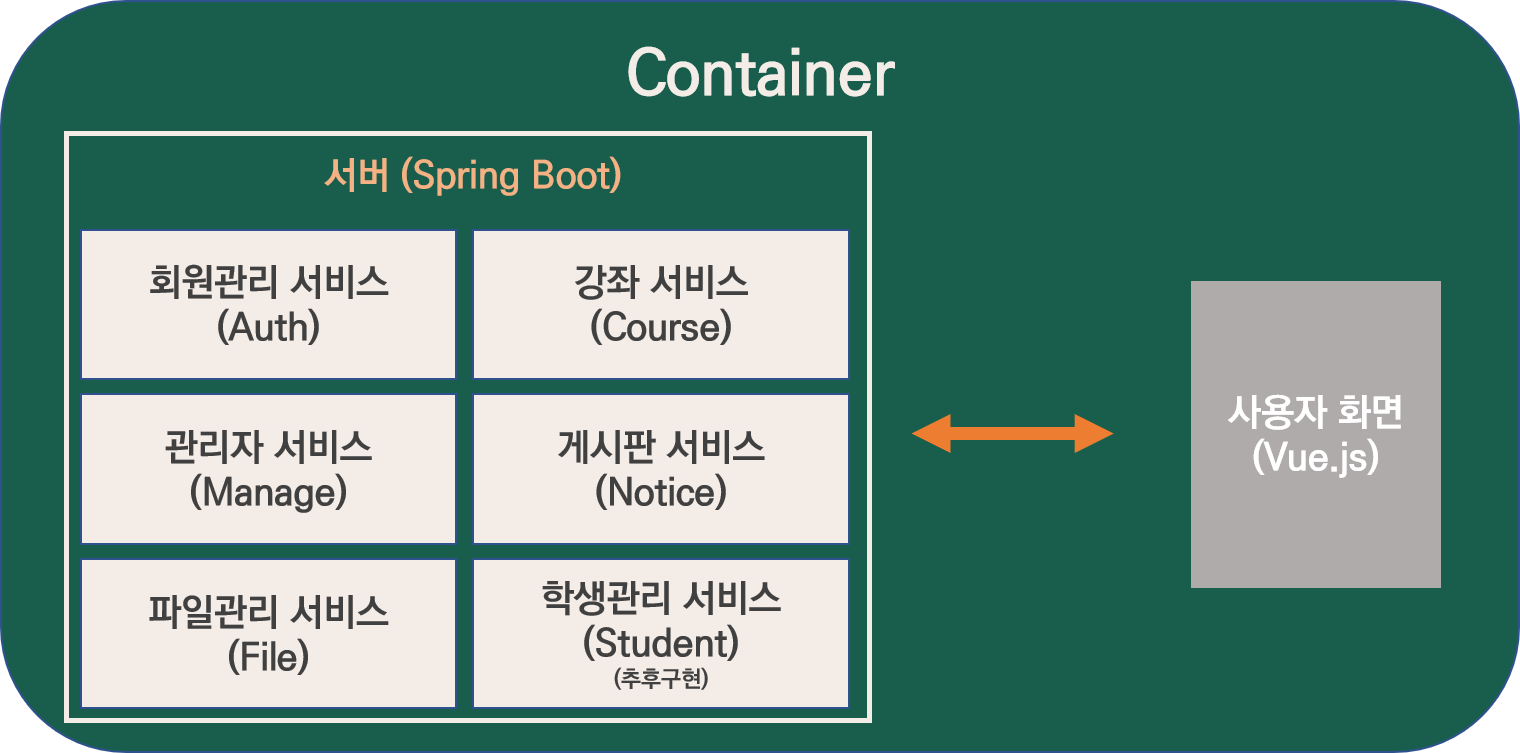 Container
서버 (Spring Boot)
회원관리 서비스
(Auth)
강좌 서비스
(Course)
관리자 서비스
(Manage)
게시판 서비스
(Notice)
파일관리 서비스
(File)
학생관리 서비스
(Student)
(추후구현)
사용자 화면
(Vue.js)